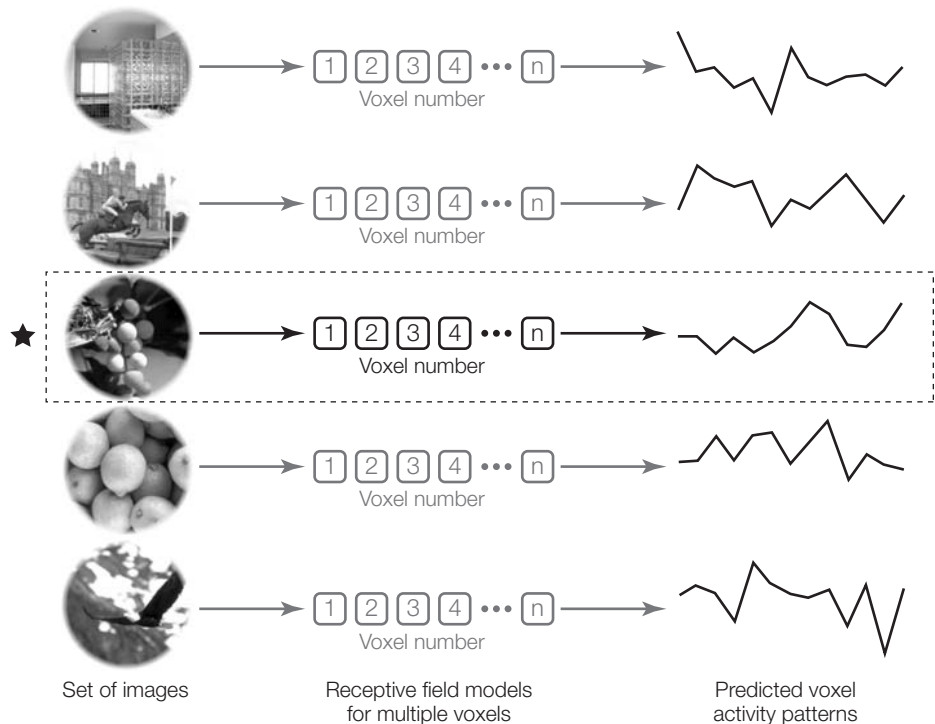 1 2 3 4 ••• n
Voxel number
1 2 3 4 ••• n
Voxel number
1 2 3 4 ••• n
Voxel number
1 2 3 4 ••• n
Voxel number
1 2 3 4 ••• n
Voxel number
Set of images
Receptive field models
for multiple voxels
Predicted voxel
activity patterns